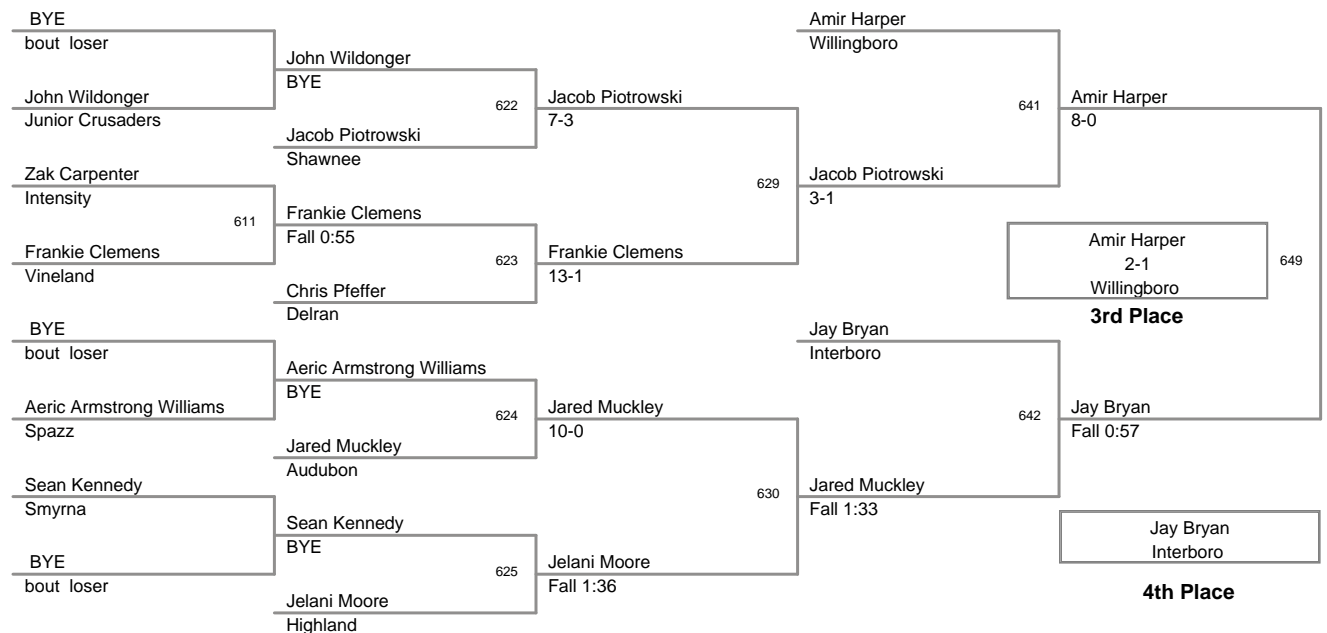 BYE
bout loser
John Wildonger
BYE
John Wildonger
Junior Crusaders
622
Jacob Piotrowski
7-3
Jacob Piotrowski
Shawnee
Zak Carpenter
Intensity
611
Frankie Clemens
Fall 0:55
Frankie Clemens
Vineland
623
Frankie Clemens
13-1
Chris Pfeffer
Delran
629
Jacob Piotrowski
3-1
Amir Harper
Willingboro
641
Amir Harper
8-0
Amir Harper
2-1
Willingboro
649
3rd Place
BYE
bout loser
Aeric Armstrong Williams
BYE
Aeric Armstrong Williams
Spazz
624
Jared Muckley
10-0
Jared Muckley
Audubon
Sean Kennedy
Smyrna
Sean Kennedy
BYE
BYE
bout loser
625
Jelani Moore
Fall 1:36
Jelani Moore
Highland
630
Jared Muckley
Fall 1:33
Jay Bryan
Interboro
642
Jay Bryan
Fall 0:57
Jay Bryan
Interboro
4th Place